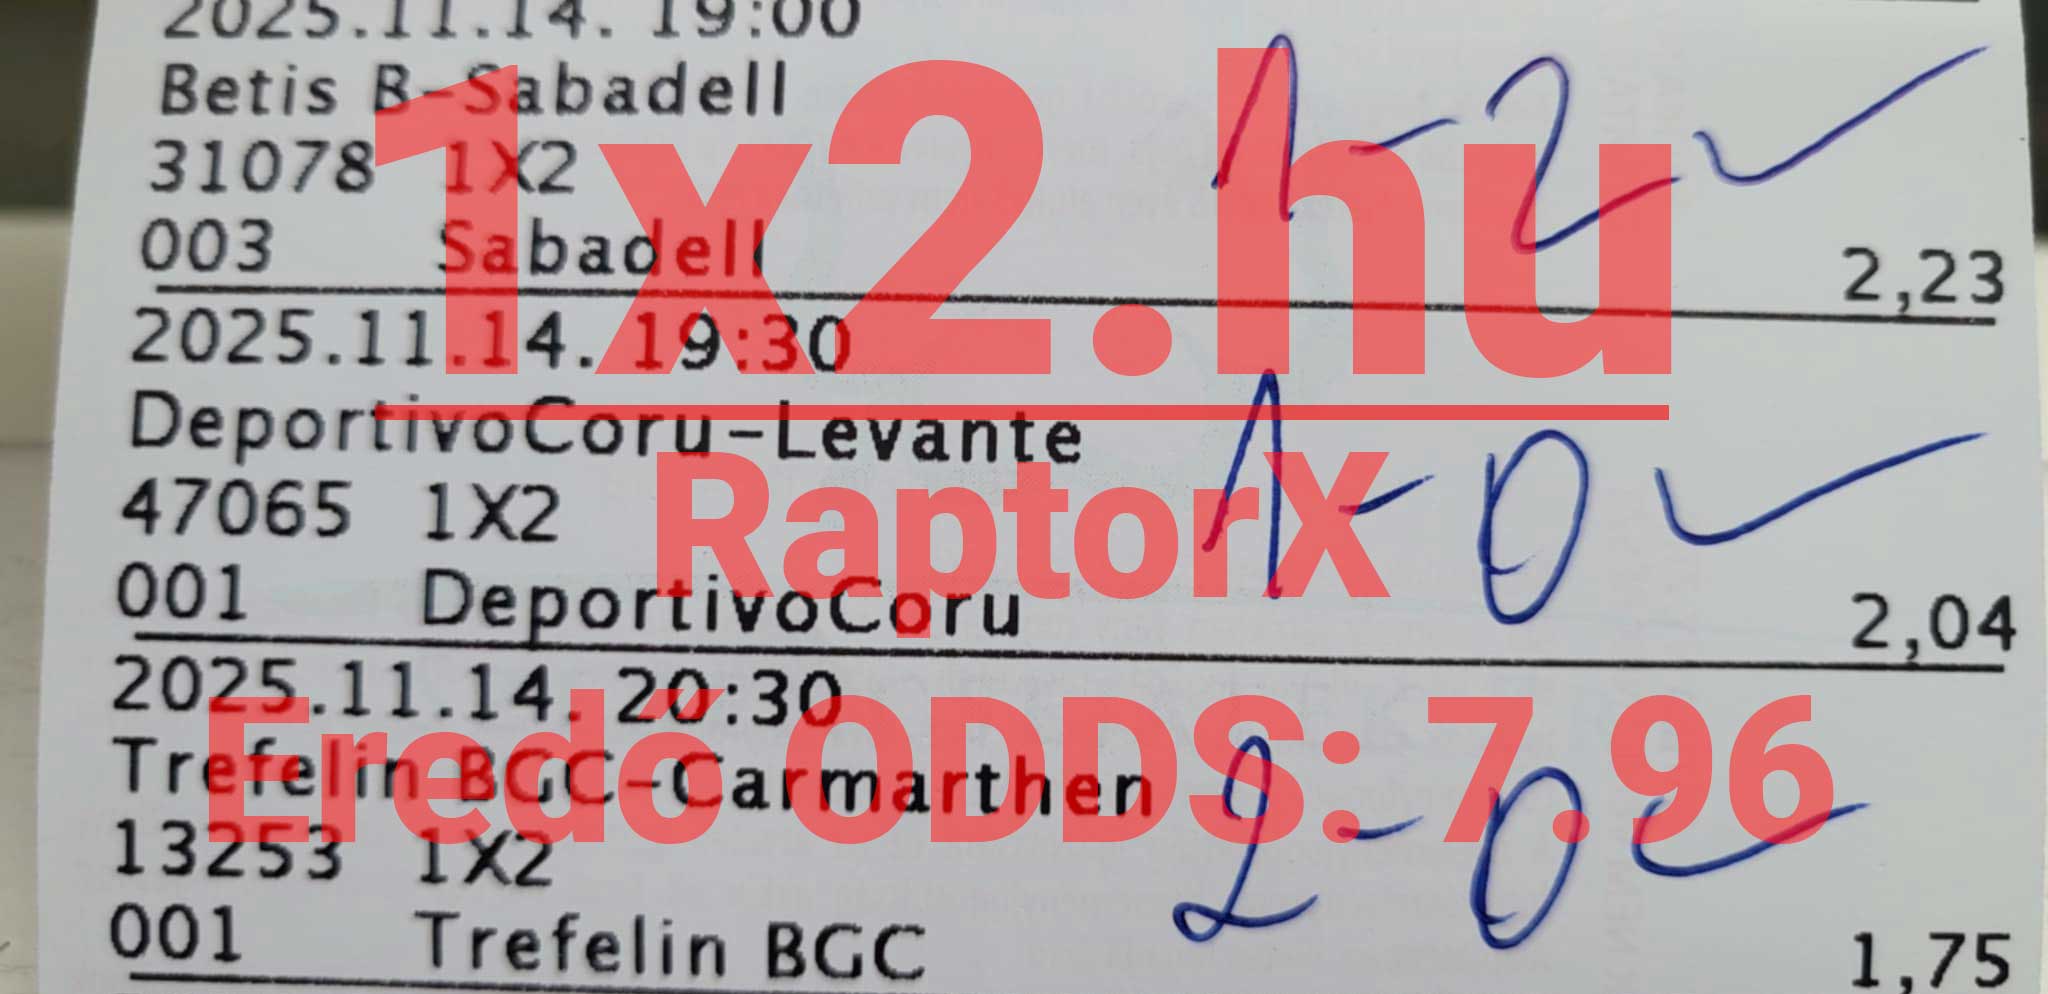 2025.11.14. 19:00
Betis B-Sabadell
31078 1X2
1-2
003 Sabadell 2,23
1x2.hu
2025.11.14. 19:30
DeportivoCoru-Levante
47065 1X2
1-0
RaptorX
001 DeportivoCoru 2,04
2025.11.14. 20:30
Eredő ODDS: 7.96
Trefelin BGC-Carmarthen
13253 1X2
2-0
001 Trefelin BGC 1,75